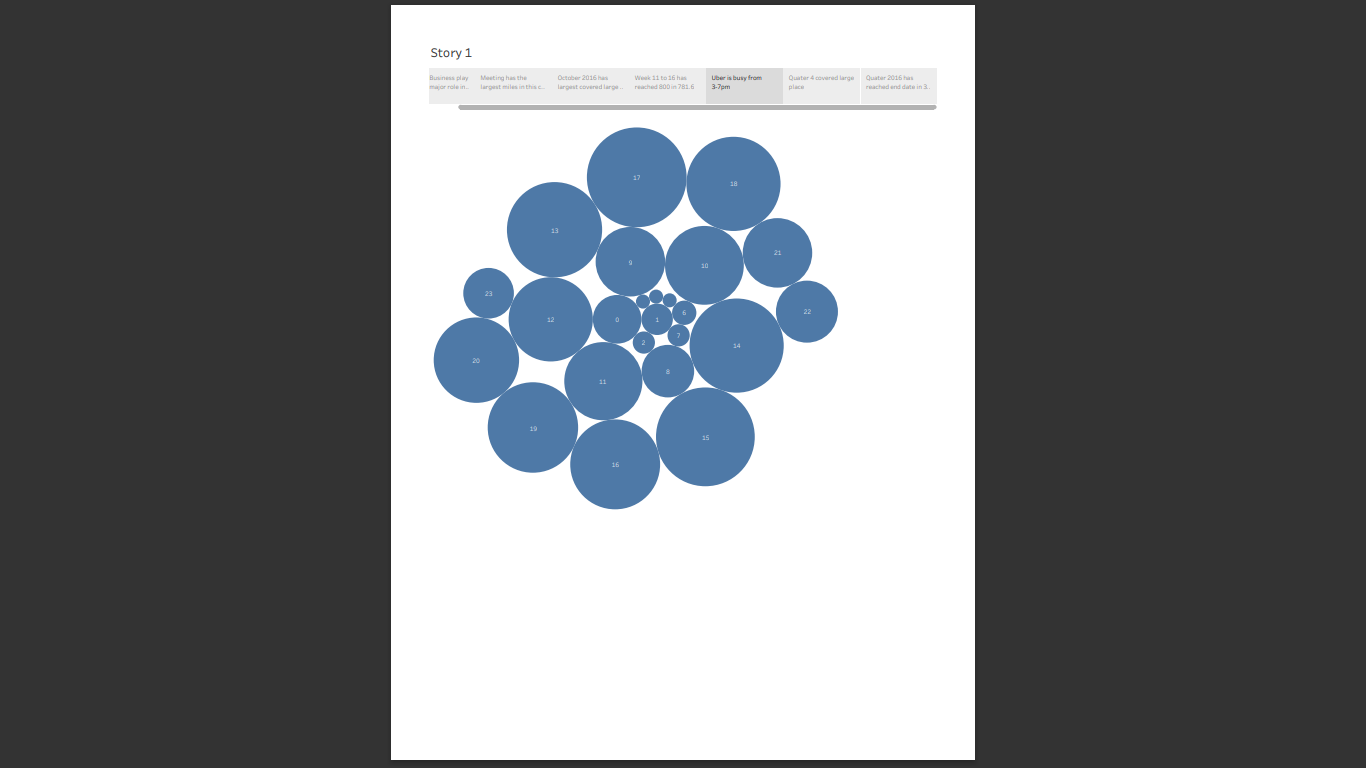 Story 1
Business play
major role in..
Meeting has the
largest miles in this c..
October 2016 has
largest covered large ..
Week 11 to 16 has
reached 800 in 781.6
Uber is busy from
3-7pm
Quater 4 covered large
place
Quater 2016 has
reached end date in 3..
17
18
13
21
9
10
23
22
6
0
1
12
7
2
14
20
8
11
19
15
16